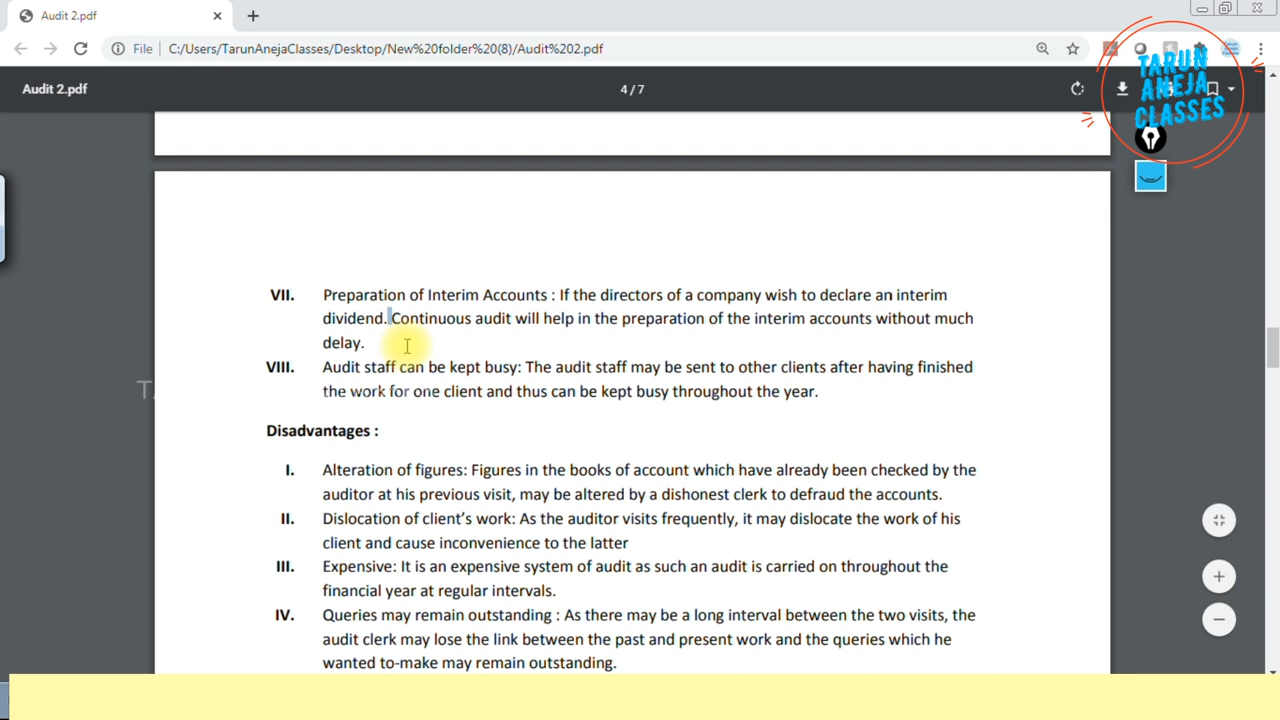 Audit 2.pdf
File
C:/Users/TarunAnejaClasses/Desktop/New%20folder%20(8)/Audit%202.pdf
Audit 2.pdf
4 / 7
TARUN
ANEJA
CLASSES
VII. Preparation of Interim Accounts : If the directors of a company wish to declare an interim
dividend. Continuous audit will help in the preparation of the interim accounts without much
delay.
VIII. Audit staff can be kept busy: The audit staff may be sent to other clients after having finished
the work for one client and thus can be kept busy throughout the year.
Disadvantages :
I. Alteration of figures: Figures in the books of account which have already been checked by the
auditor at his previous visit, may be altered by a dishonest clerk to defraud the accounts.
II. Dislocation of client's work: As the auditor visits frequently, it may dislocate the work of his
client and cause inconvenience to the latter
III. Expensive: It is an expensive system of audit as such an audit is carried on throughout the
financial year at regular intervals.
IV. Queries may remain outstanding : As there may be a long interval between the two visits, the
audit clerk may lose the link between the past and present work and the queries which he
wanted to-make may remain outstanding.